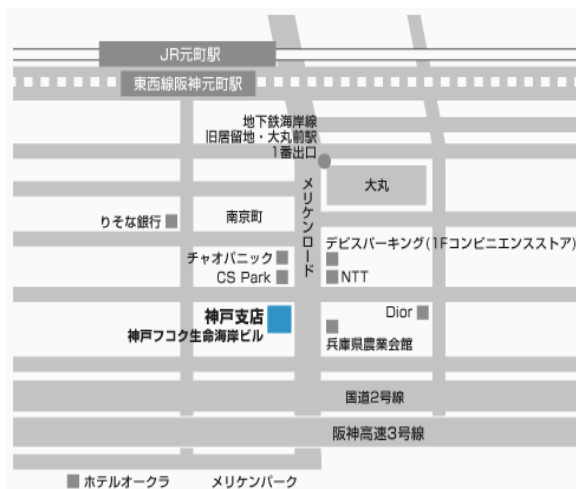 JR元町駅
東西線阪神元町駅
地下鉄海岸線
旧居留地・大丸前駅
1番出口
大丸
メリケンロード
南京町
りそな銀行
デビスパーキング(1Fコンビニエンスストア)
チャオパニック
CS Park
NTT
神戸支店
神戸フコク生命海岸ビル
Dior
兵庫県農業会館
国道2号線
阪神高速3号線
ホテルオークラ
メリケンパーク